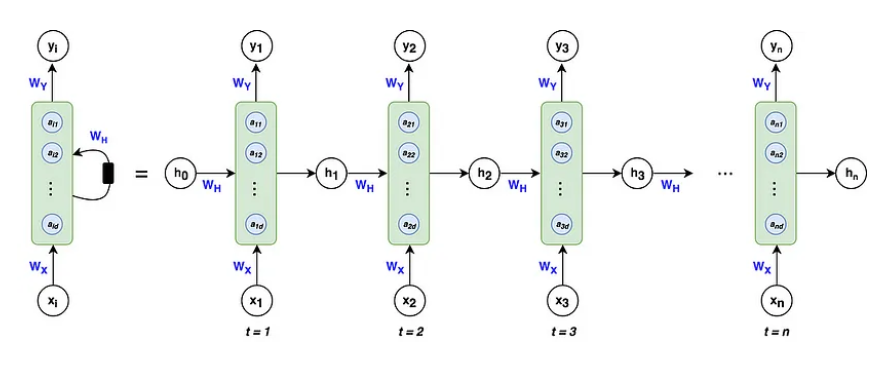 yi y1 y2 y3 yn
WY WY WY WY WY
ai1 a11 a21 a31 an1
WH
ai2 a12 a22 a32 an2
= h0 h1 h2 h3 ... hn
WH WH WH WH
⋮ ⋮ ⋮ ⋮ ⋮
aid a1d a2d a3d and
WX WX WX WX WX
xi x1 x2 x3 xn
t = 1 t = 2 t = 3 t = n